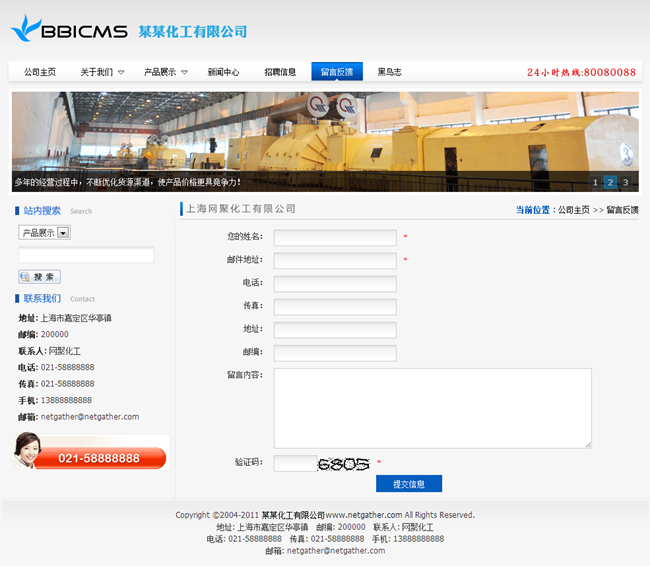 BBICMS 某某化工有限公司
公司主页 关于我们 产品展示 新闻中心 招聘信息 留言反馈 黑鸟志 24小时热线:80080088
多年的经营过程中，不断优化货源渠道，使产品价格更具竞争力！ 1 2 3
站内搜索 Search
产品展示
搜 索
联系我们 Contact
地址: 上海市嘉定区华亭镇
邮编: 200000
联系人: 网聚化工
电话: 021-58888888
传真: 021-58888888
手机: 13888888888
邮箱: netgather@netgather.com
021-58888888
上海网聚化工有限公司 当前位置：公司主页 >> 留言反馈
您的姓名: *
邮件地址: *
电话:
传真:
地址:
邮编:
留言内容:
验证码: 6805 *
提交信息
Copyright ©2004-2011 某某化工有限公司www.netgather.com All Rights Reserved.
地址: 上海市嘉定区华亭镇 邮编: 200000 联系人: 网聚化工
电话: 021-58888888 传真: 021-58888888 手机: 13888888888
邮箱: netgather@netgather.com